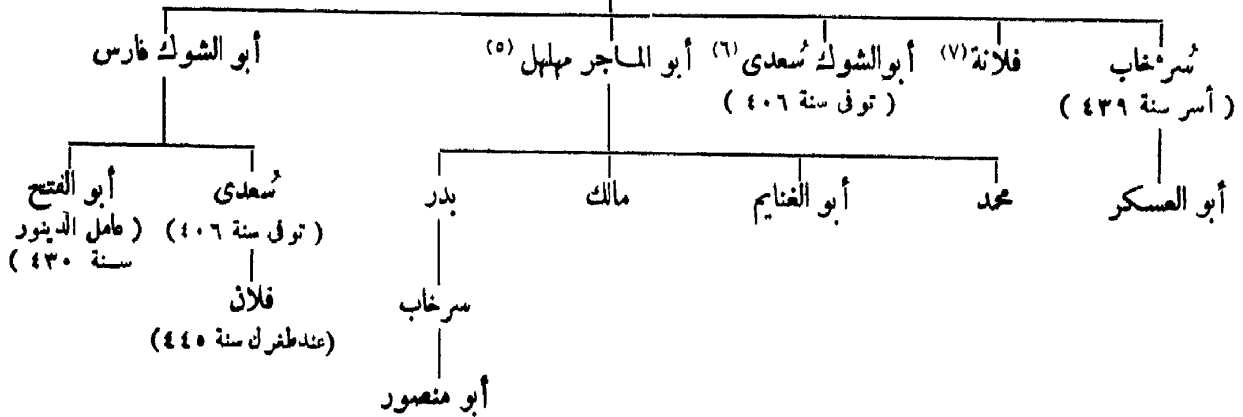 سُرخاب فلانة (٧) أبو الشوك سُعدى (٦) أبو الماجر مهلهل (٥) أبو الشوك فارس
( أسر سنة ٤٣٩ ) ( توفى سنة ٤٠٦ )
أبو العسكر محمد أبو الغنايم مالك بدر سُعدى أبو الفتح
( توفى سنة ٤٠٦ ) ( عامل الدينور
سنة ٤٣٠ )
سرخاب فلان
(عند طغرلك سنة ٤٤٥)
أبو منصور